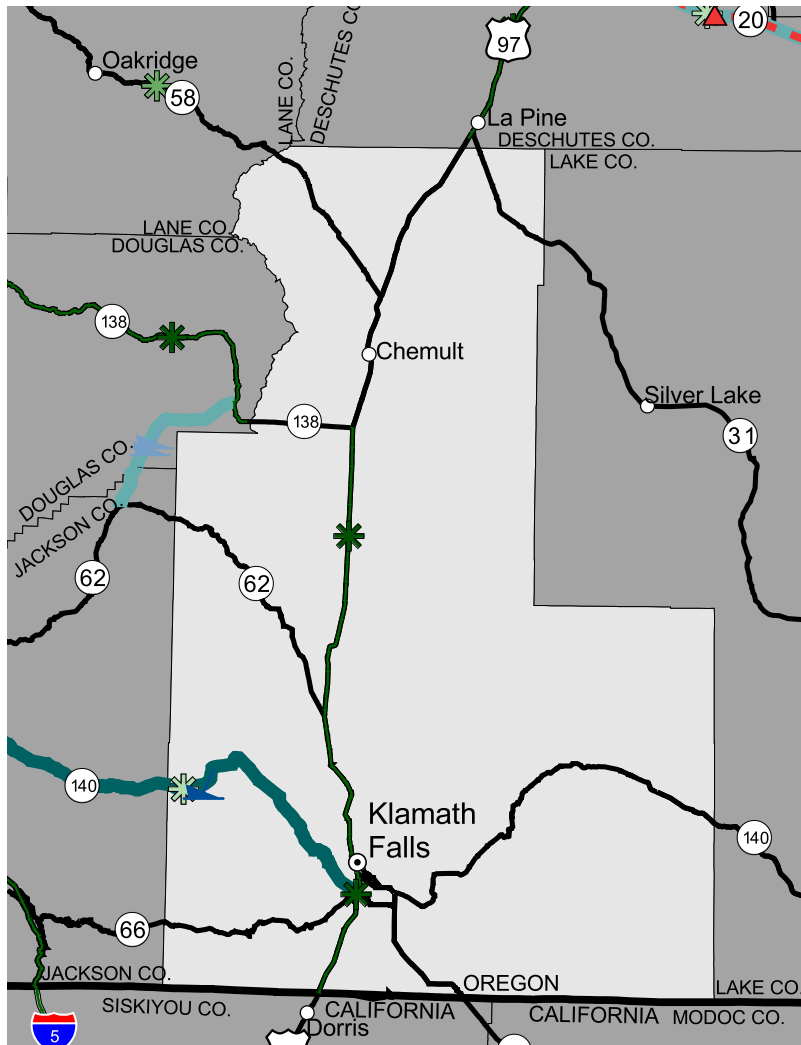 20
Oakridge
58
97
LANE CO.
DESCHUTES CO.
La Pine
DESCHUTES CO.
LAKE CO.
LANE CO.
DOUGLAS CO.
138
Chemult
138
Silver Lake
31
DOUGLAS CO.
JACKSON CO.
62
62
140
Klamath
Falls
140
66
JACKSON CO.
OREGON
LAKE CO.
SISKIYOU CO.
CALIFORNIA
CALIFORNIA
MODOC CO.
Dorris
5